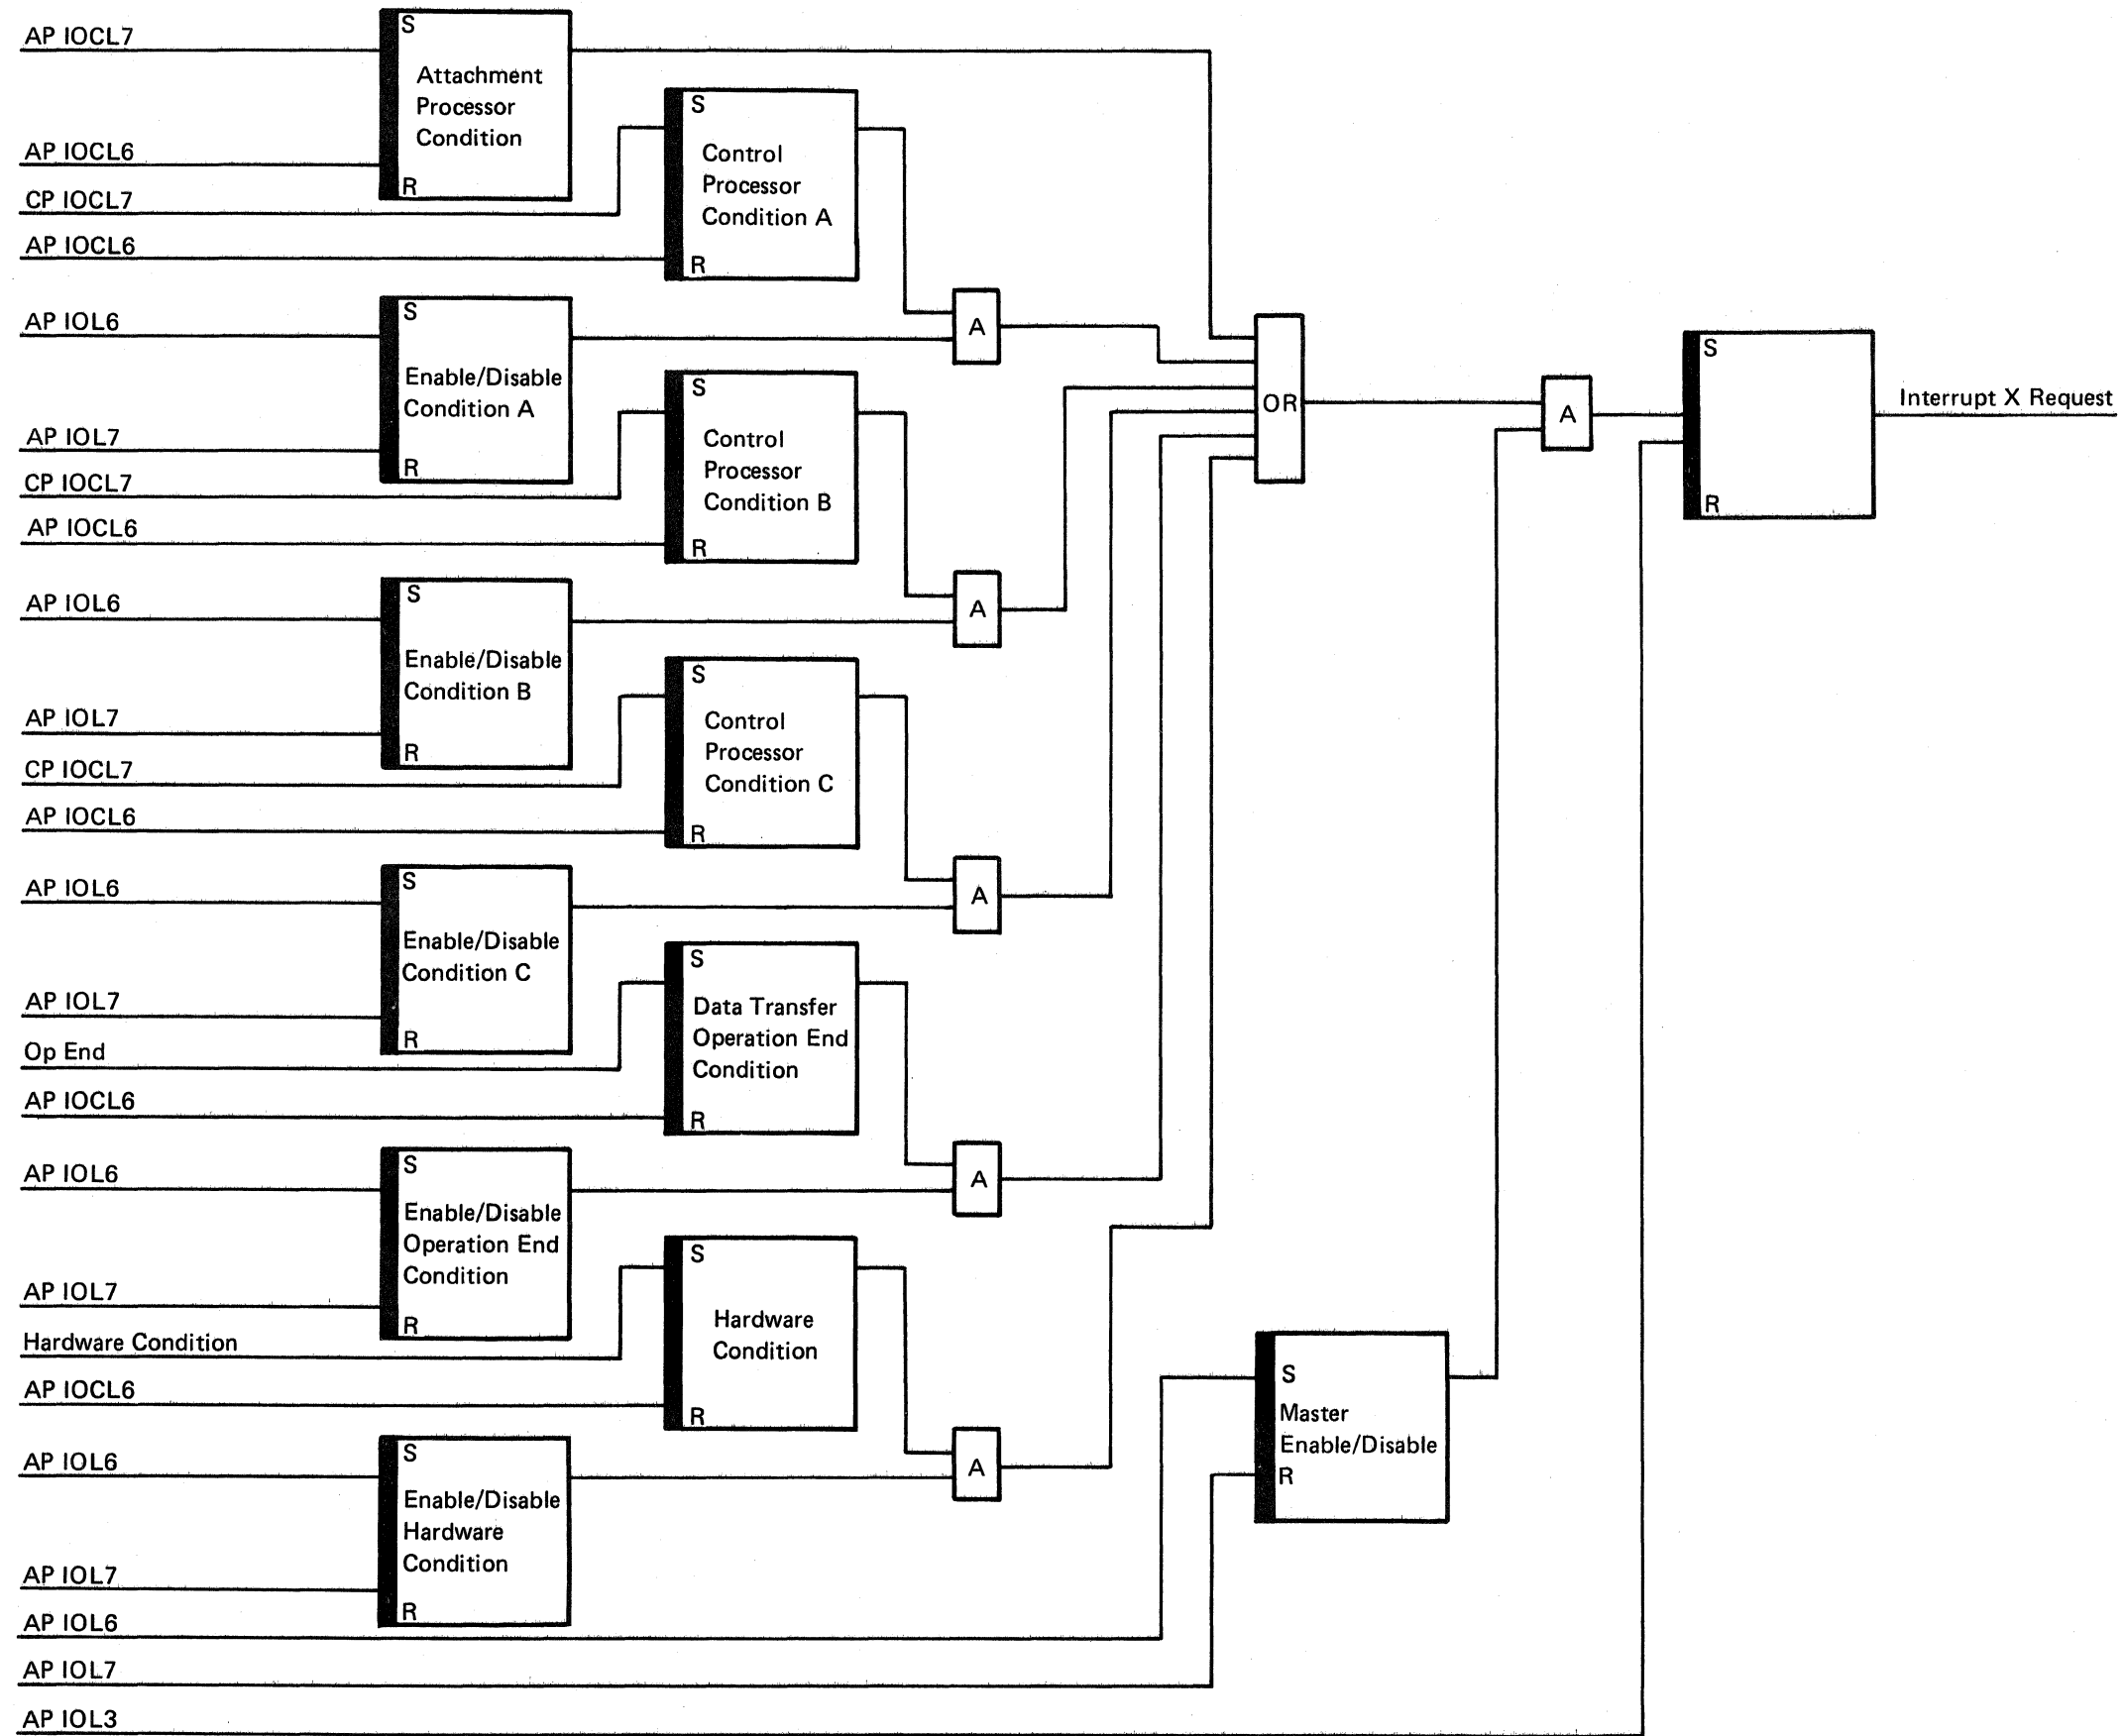 AP IOCL7
S
Attachment
Processor
Condition
AP IOCL6
R
CP IOCL7
AP IOCL6
S
Control
Processor
Condition A
R
AP IOL6
S
Enable/Disable
Condition A
AP IOL7
R
CP IOCL7
AP IOCL6
A
S
Control
Processor
Condition B
R
AP IOL6
S
Enable/Disable
Condition B
AP IOL7
R
CP IOCL7
AP IOCL6
A
S
Control
Processor
Condition C
R
AP IOL6
S
Enable/Disable
Condition C
AP IOL7
R
Op End
AP IOCL6
A
S
Data Transfer
Operation End
Condition
R
AP IOL6
S
Enable/Disable
Operation End
Condition
AP IOL7
R
Hardware Condition
AP IOCL6
A
S
Hardware
Condition
R
AP IOL6
S
Enable/Disable
Hardware
Condition
AP IOL7
R
A
AP IOL6
AP IOL7
AP IOL3
OR
S
Master
Enable/Disable
R
A
S
R
Interrupt X Request